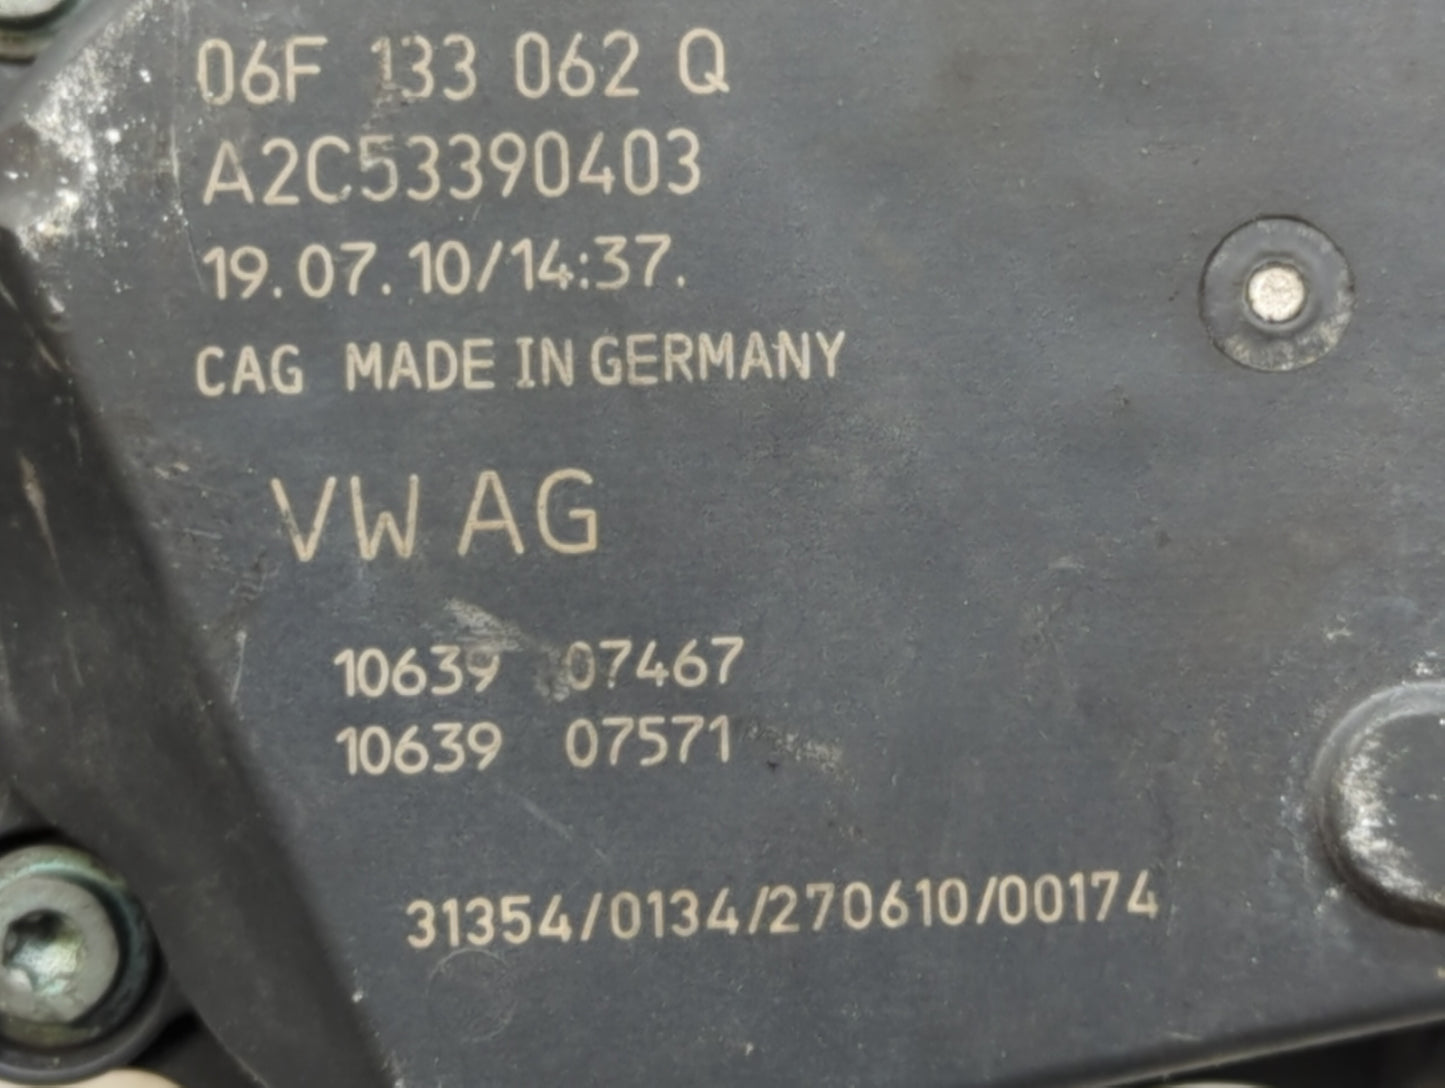 06F 133 062 Q
A2C53390403
19.07.10/14:37.
CAG MADE IN GERMANY
VW AG
10639 07467
10639 07571
31354/0134/270610/00174